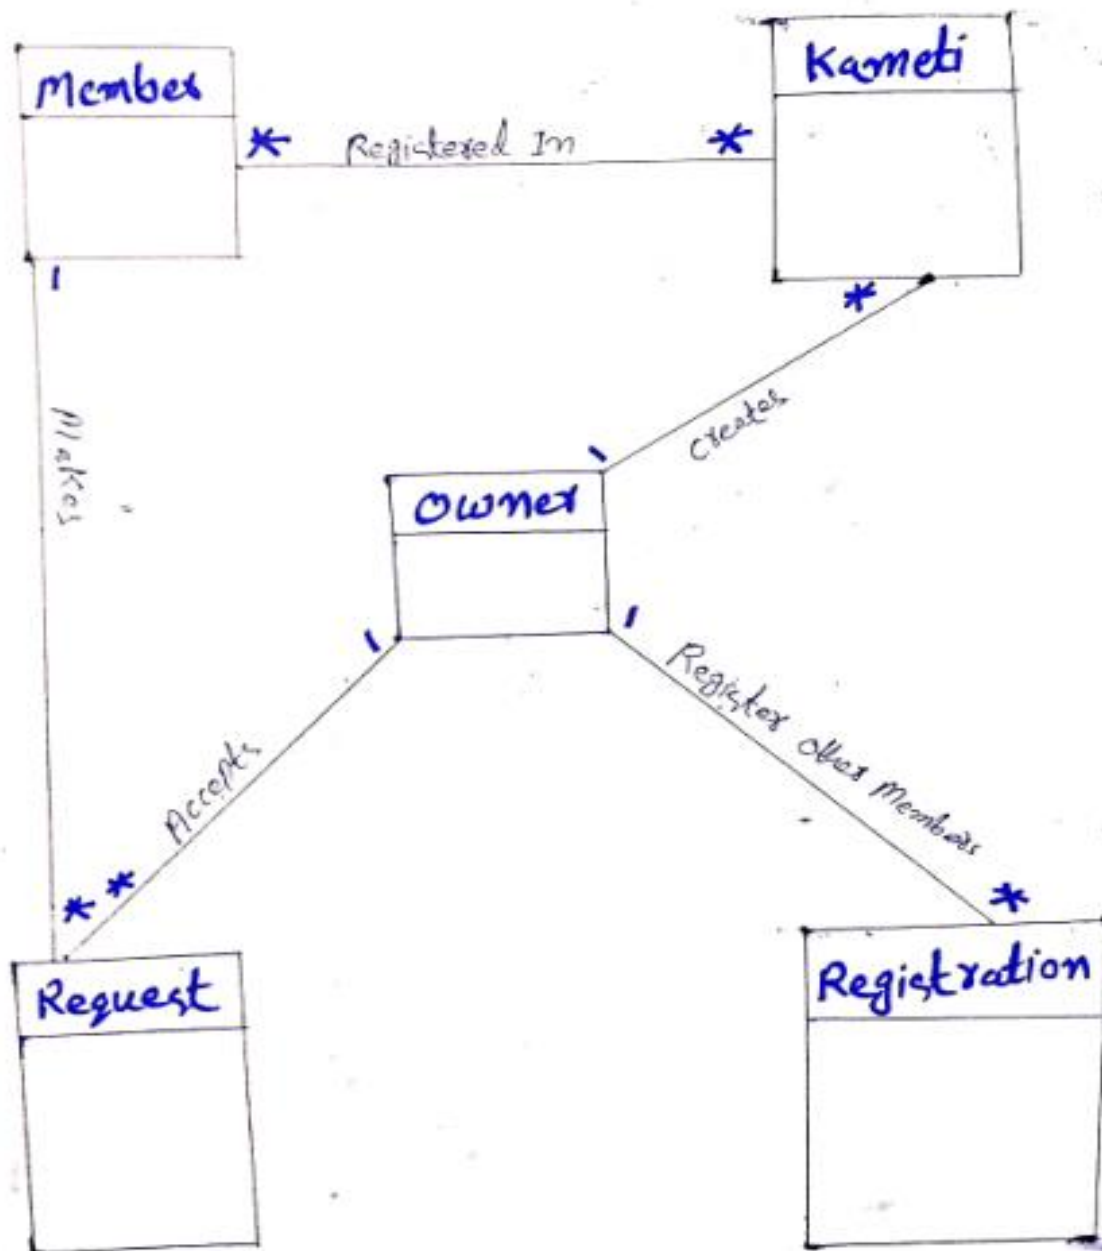 Member
Kameti
* Registered In *
1
*
Makes
Creates
1
Owner
1
1
Accepts
Register other Members
* *
*
Request
Registration